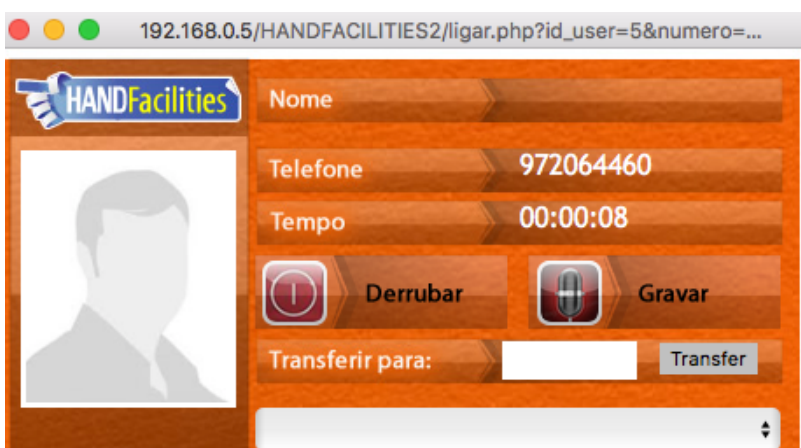 192.168.0.5/HANDFACILITIES2/ligar.php?id_user=5&numero=...
HANDFacilities
Nome
Telefone 972064460
Tempo 00:00:08
Derrubar Gravar
Transferir para: Transfer